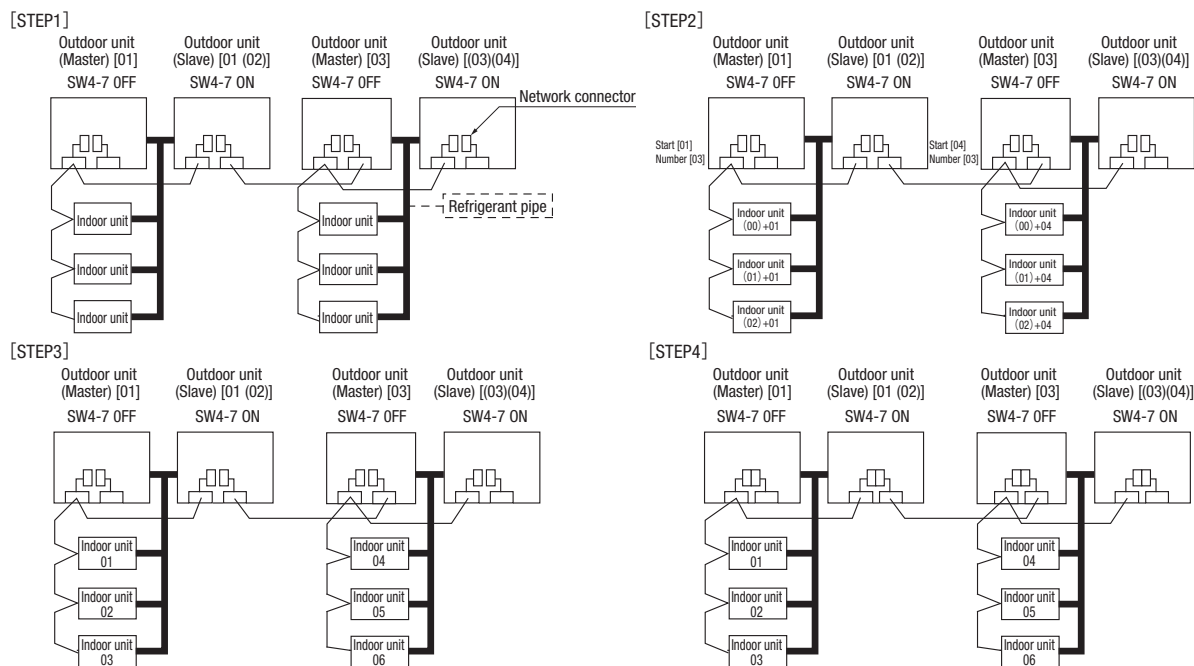 [STEP1]
Outdoor unit
(Master) [01]
SW4-7 OFF
Outdoor unit
(Slave) [01 (02)]
SW4-7 ON
Outdoor unit
(Master) [03]
SW4-7 OFF
Outdoor unit
(Slave) [(03)(04)]
SW4-7 ON
Network connector
Refrigerant pipe
Indoor unit
Indoor unit
Indoor unit
Indoor unit
Indoor unit
Indoor unit
[STEP2]
Outdoor unit
(Master) [01]
SW4-7 OFF
Outdoor unit
(Slave) [01 (02)]
SW4-7 ON
Outdoor unit
(Master) [03]
SW4-7 OFF
Outdoor unit
(Slave) [(03)(04)]
SW4-7 ON
Start [01]
Number [03]
Start [04]
Number [03]
Indoor unit
(00)+01
Indoor unit
(01)+01
Indoor unit
(02)+01
Indoor unit
(00)+04
Indoor unit
(01)+04
Indoor unit
(02)+04
[STEP3]
Outdoor unit
(Master) [01]
SW4-7 OFF
Outdoor unit
(Slave) [01 (02)]
SW4-7 ON
Outdoor unit
(Master) [03]
SW4-7 OFF
Outdoor unit
(Slave) [(03)(04)]
SW4-7 ON
Indoor unit
01
Indoor unit
02
Indoor unit
03
Indoor unit
04
Indoor unit
05
Indoor unit
06
[STEP4]
Outdoor unit
(Master) [01]
SW4-7 OFF
Outdoor unit
(Slave) [01 (02)]
SW4-7 ON
Outdoor unit
(Master) [03]
SW4-7 OFF
Outdoor unit
(Slave) [(03)(04)]
SW4-7 ON
Indoor unit
01
Indoor unit
02
Indoor unit
03
Indoor unit
04
Indoor unit
05
Indoor unit
06